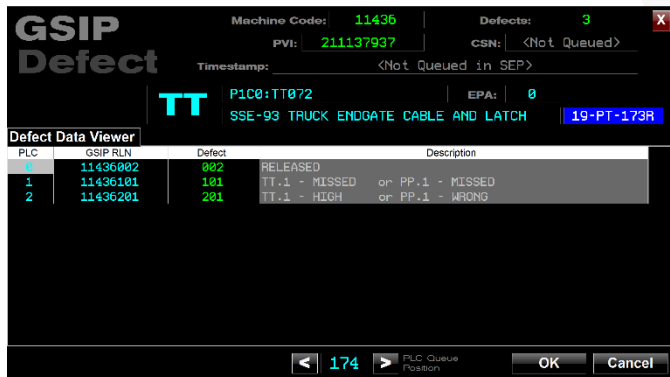 GSIP
Defect
Machine Code: 11436 Defects: 3 X
PVI: 211137937 CSN: <Not Queued>
Timestamp: <Not Queued in SEP>
TT P1C0:TT072 EPA: 0
SSE-93 TRUCK ENDGATE CABLE AND LATCH 19-PT-173R
Defect Data Viewer
PLC GSIP RLN Defect Description
0 11436002 002 RELEASED
1 11436101 101 TT.1 - MISSED or PP.1 - MISSED
2 11436201 201 TT.1 - HIGH or PP.1 - WRONG
< 174 > PLC Queue Position OK Cancel